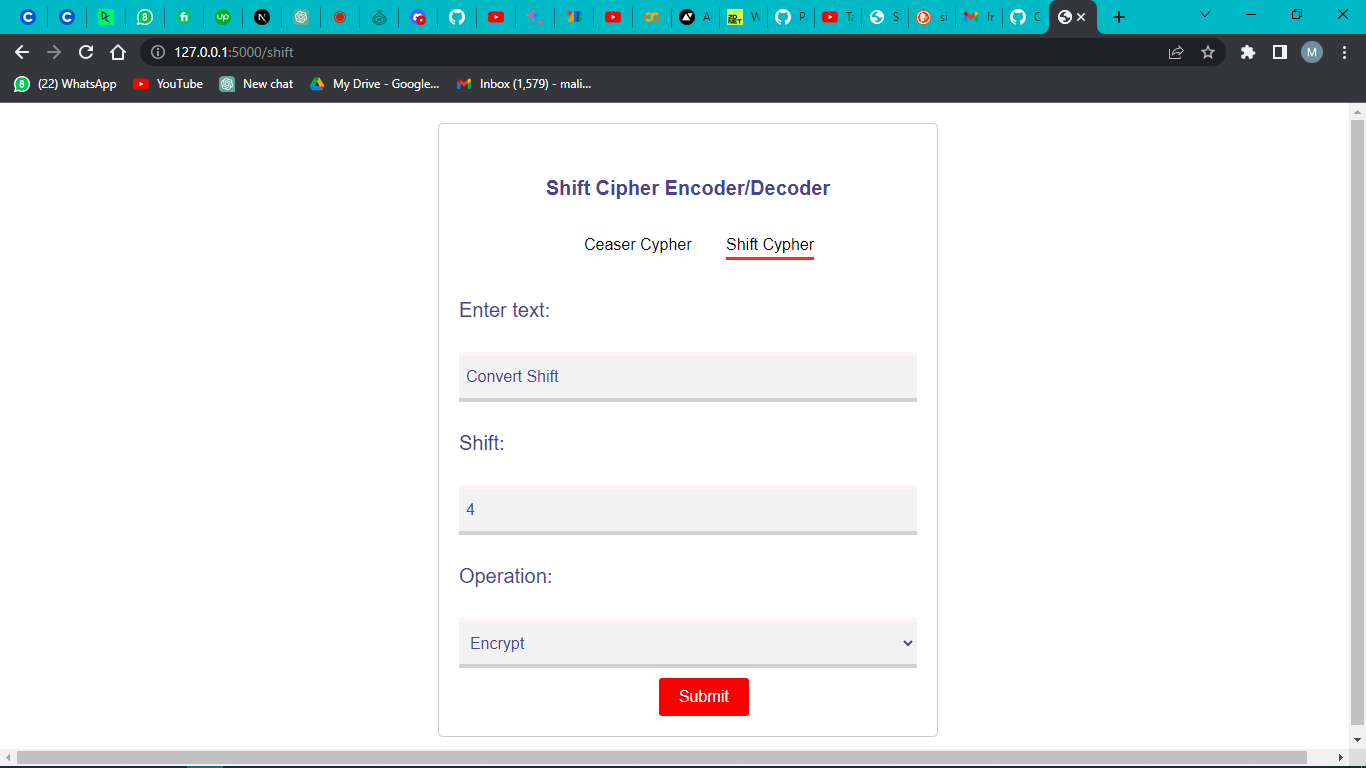 A
W
P
Ta
S
si
Ir
C
127.0.0.1:5000/shift
M
(22) WhatsApp
YouTube
New chat
My Drive - Google...
Inbox (1,579) - mali...
Shift Cipher Encoder/Decoder
Ceaser Cypher Shift Cypher
Enter text:
Convert Shift
Shift:
4
Operation:
Encrypt
Submit